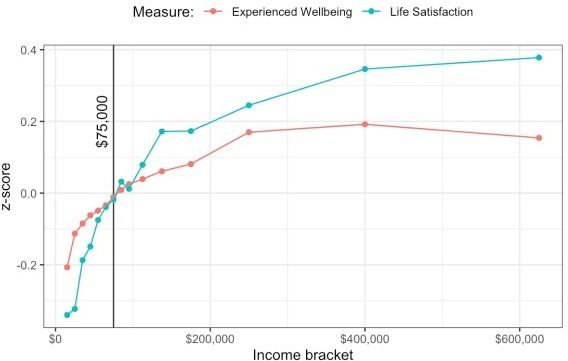 Measure: Experienced Wellbeing Life Satisfaction
0.4
0.2
0.0
-0.2
z-score
$75,000
$0 $200,000 $400,000 $600,000
Income bracket